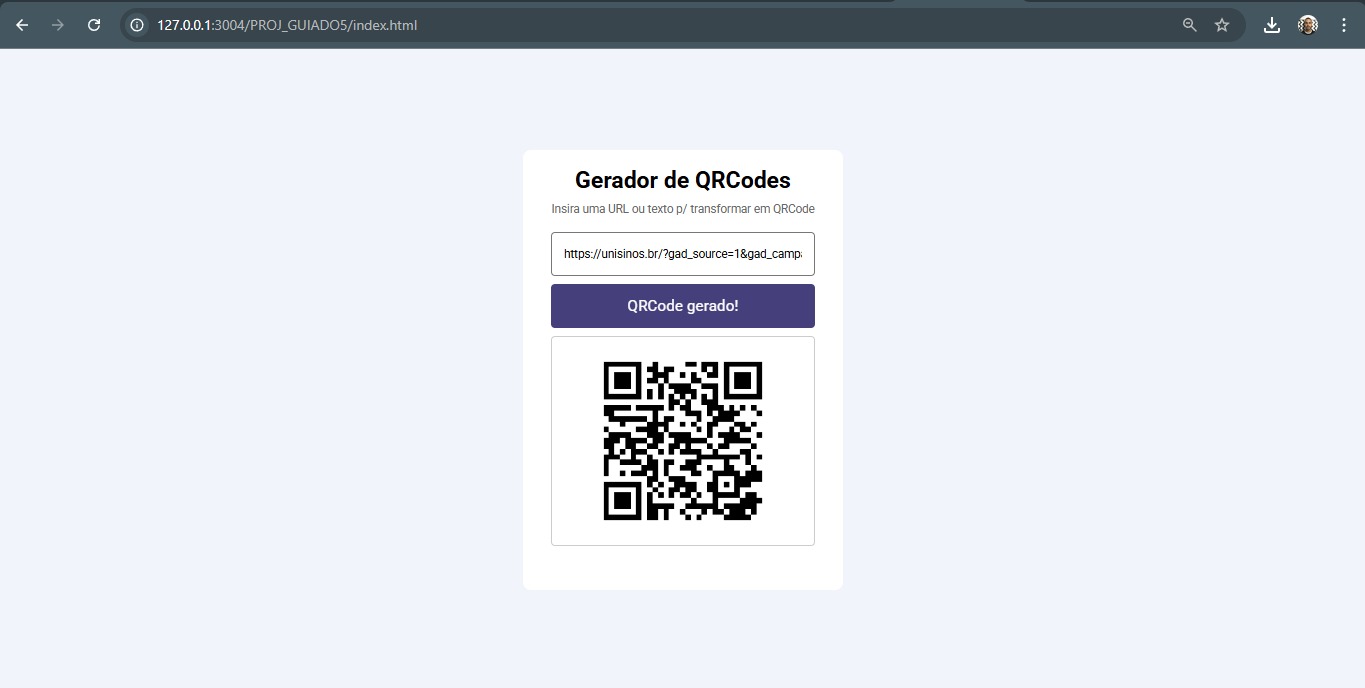 127.0.0.1:3004/PROJ_GUIADO5/index.html
Gerador de QRCodes
Insira uma URL ou texto p/ transformar em QRCode
https://unisinos.br/?gad_source=1&gad_campa
QRCode gerado!